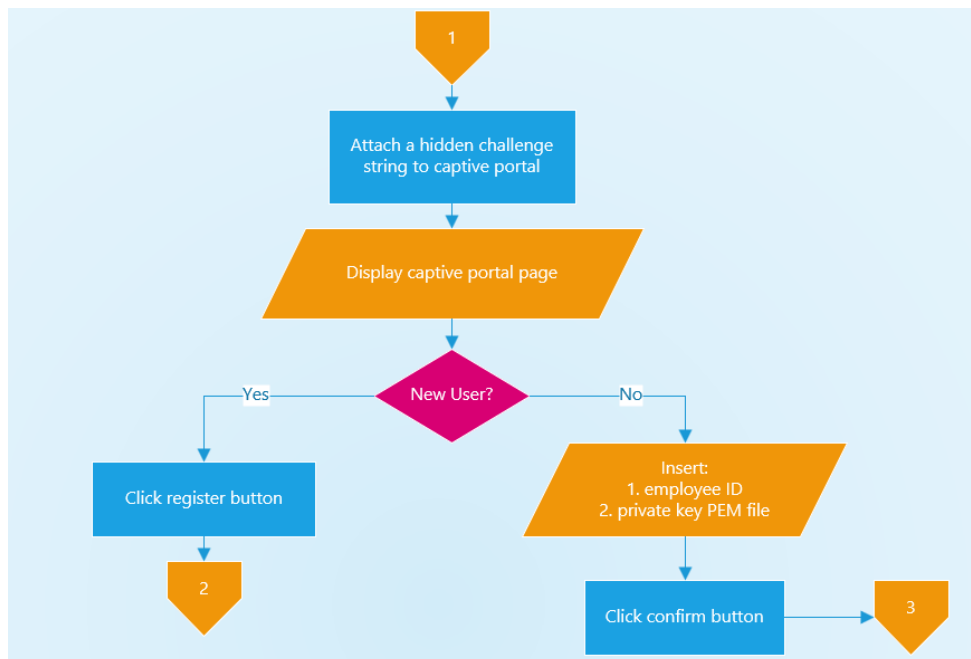 1
Attach a hidden challenge
string to captive portal
Display captive portal page
New User?
Yes
No
Insert:
1. employee ID
2. private key PEM file
Click register button
2
Click confirm button
3